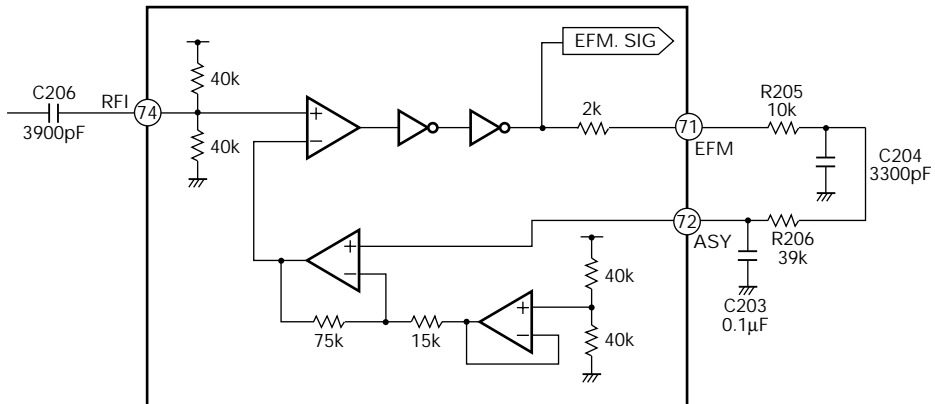 EFM. SIG
40k
C206
3900pF
RFI
74
40k
+
−
2k
71
EFM
R205
10k
C204
3300pF
72
ASY
R206
39k
C203
0.1µF
+
−
75k
15k
+
−
40k
40k